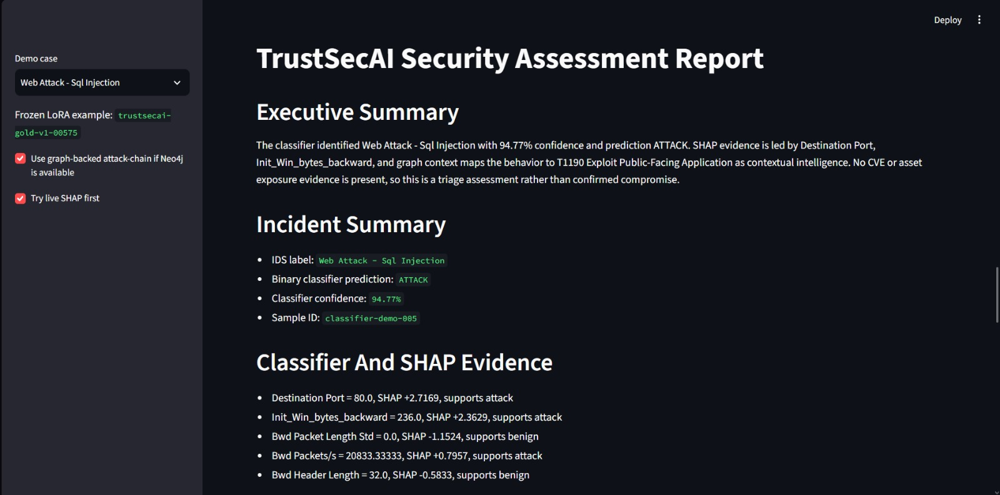 Deploy
Demo case
Web Attack - Sql Injection
Frozen LoRA example: trustsecai-
gold-v1-00575
Use graph-backed attack-chain if Neo4j
is available
Try live SHAP first
TrustSecAI Security Assessment Report
Executive Summary
The classifier identified Web Attack - Sql Injection with 94.77% confidence and prediction ATTACK. SHAP evidence is led by Destination Port,
Init_Win_bytes_backward, and graph context maps the behavior to T1190 Exploit Public-Facing Application as contextual intelligence. No CVE or asset
exposure evidence is present, so this is a triage assessment rather than confirmed compromise.
Incident Summary
• IDS label: Web Attack - Sql Injection
• Binary classifier prediction: ATTACK
• Classifier confidence: 94.77%
• Sample ID: classifier-demo-005
Classifier And SHAP Evidence
• Destination Port = 80.0, SHAP +2.7169, supports attack
• Init_Win_bytes_backward = 236.0, SHAP +2.3629, supports attack
• Bwd Packet Length Std = 0.0, SHAP -1.1524, supports benign
• Bwd Packets/s = 20833.33333, SHAP +0.7957, supports attack
• Bwd Header Length = 32.0, SHAP -0.5833, supports benign